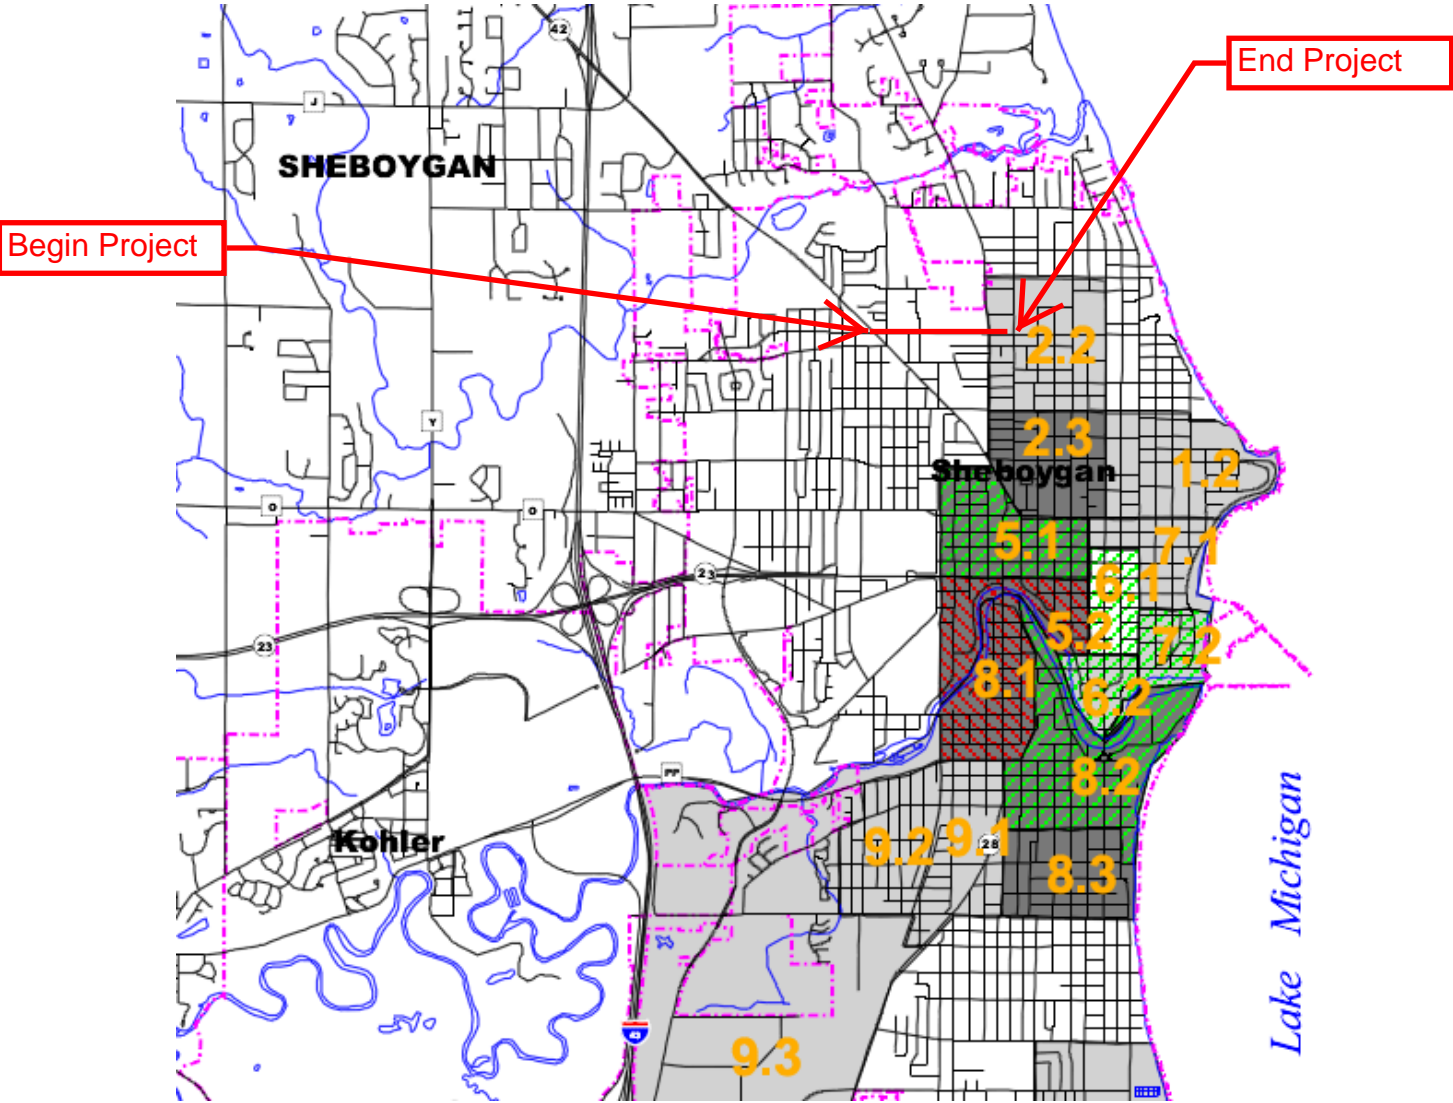 42
End Project
J
SHEBOYGAN
Begin Project
2.2
Y
2.3
Sheboygan
1.2
O
O
5.1
7.1
23
6.1
23
5.2
7.2
8.1
6.2
PP
8.2
Kohler
9.2
9.1
28
8.3
Lake Michigan
9.3